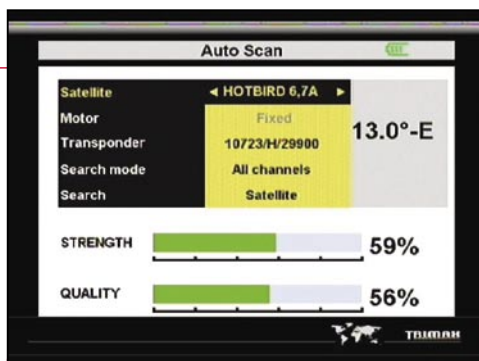 Auto Scan
Satellite ◄ HOTBIRD 6,7A ►
Motor Fixed
13.0°-E
Transponder 10723/H/29900
Search mode All channels
Search Satellite
STRENGTH 59%
QUALITY 56%
TRIMAX